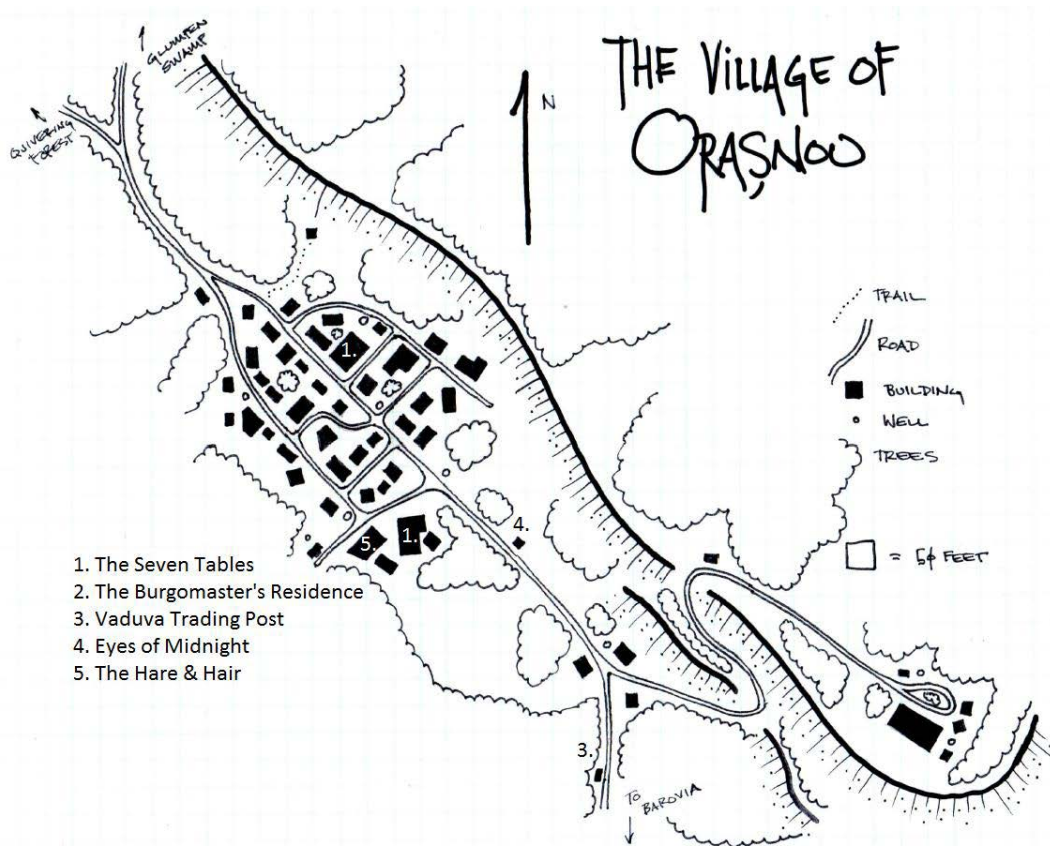 THE VILLAGE OF
ORAȘNOU
N
GLUMPEN
SWAMP
QUIVERING
FOREST
TRAIL
ROAD
BUILDING
WELL
TREES
= 50 FEET
1.
4.
1.
5.
3.
1. The Seven Tables
2. The Burgomaster's Residence
3. Vaduva Trading Post
4. Eyes of Midnight
5. The Hare & Hair
TO
BAROVIA